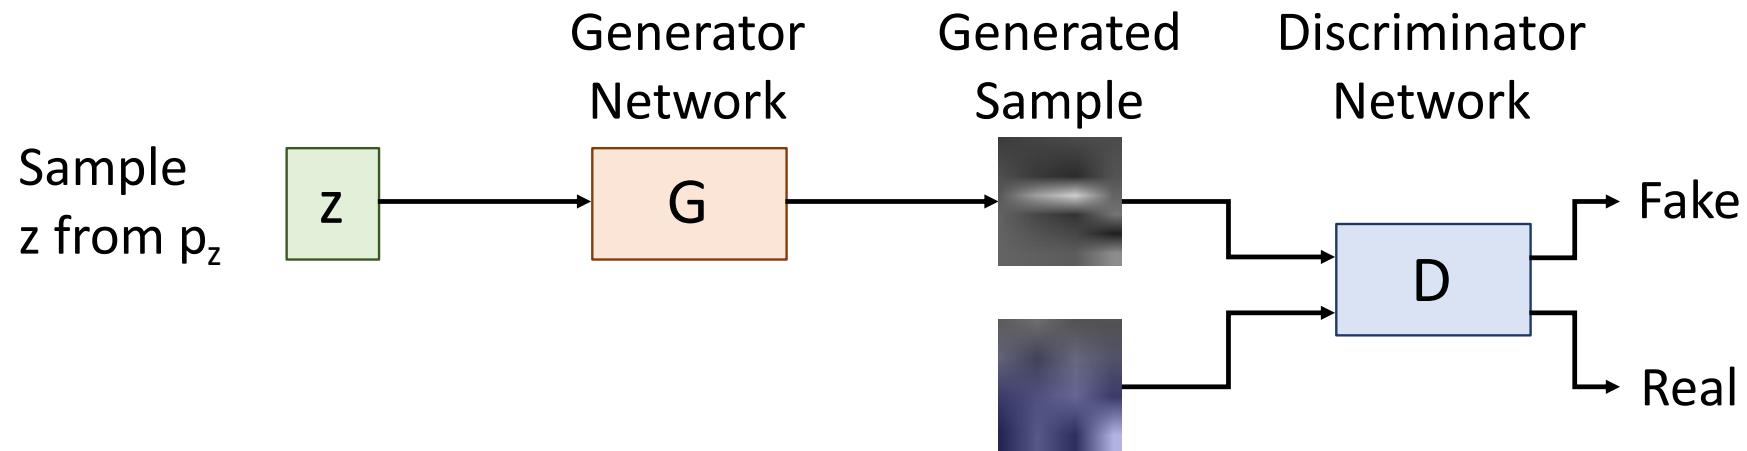 Generator
Network
Generated
Sample
Discriminator
Network
Sample
z from pz
z
G
D
Fake
Real